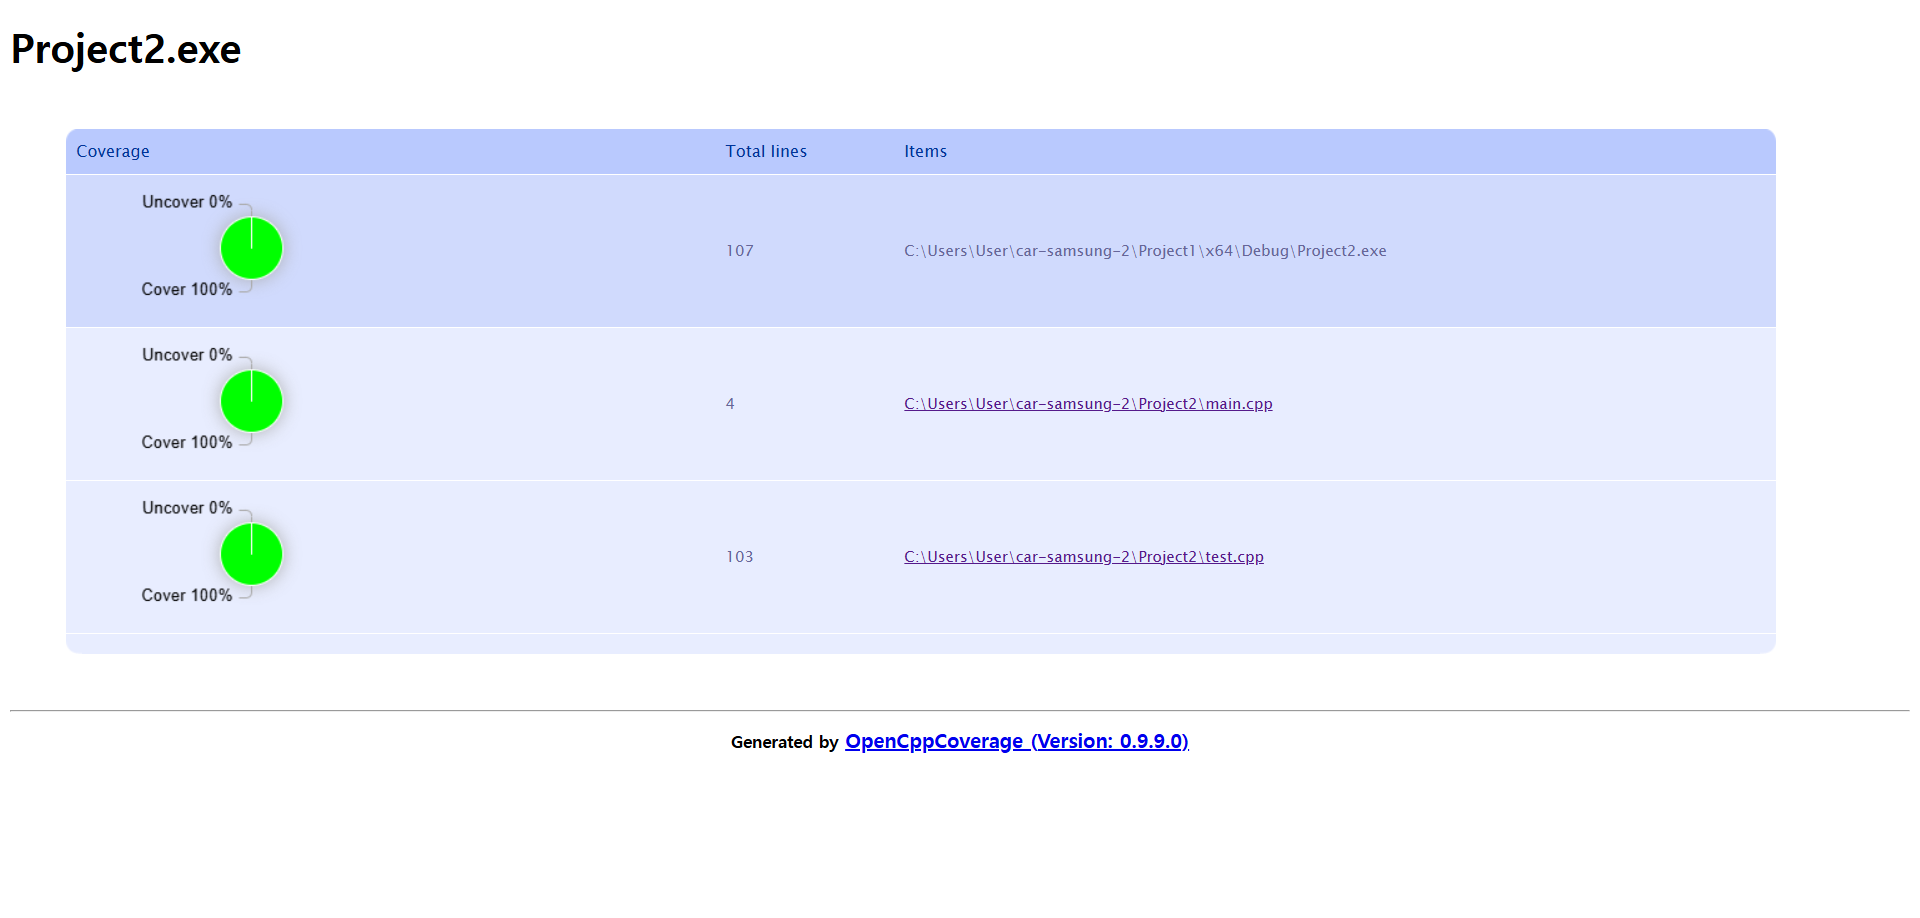 Project2.exe
Coverage Total lines Items
Uncover 0%
107 C:\Users\User\car-samsung-2\Project1\x64\Debug\Project2.exe
Cover 100%
Uncover 0%
4 C:\Users\User\car-samsung-2\Project2\main.cpp
Cover 100%
Uncover 0%
103 C:\Users\User\car-samsung-2\Project2\test.cpp
Cover 100%
Generated by OpenCppCoverage (Version: 0.9.9.0)